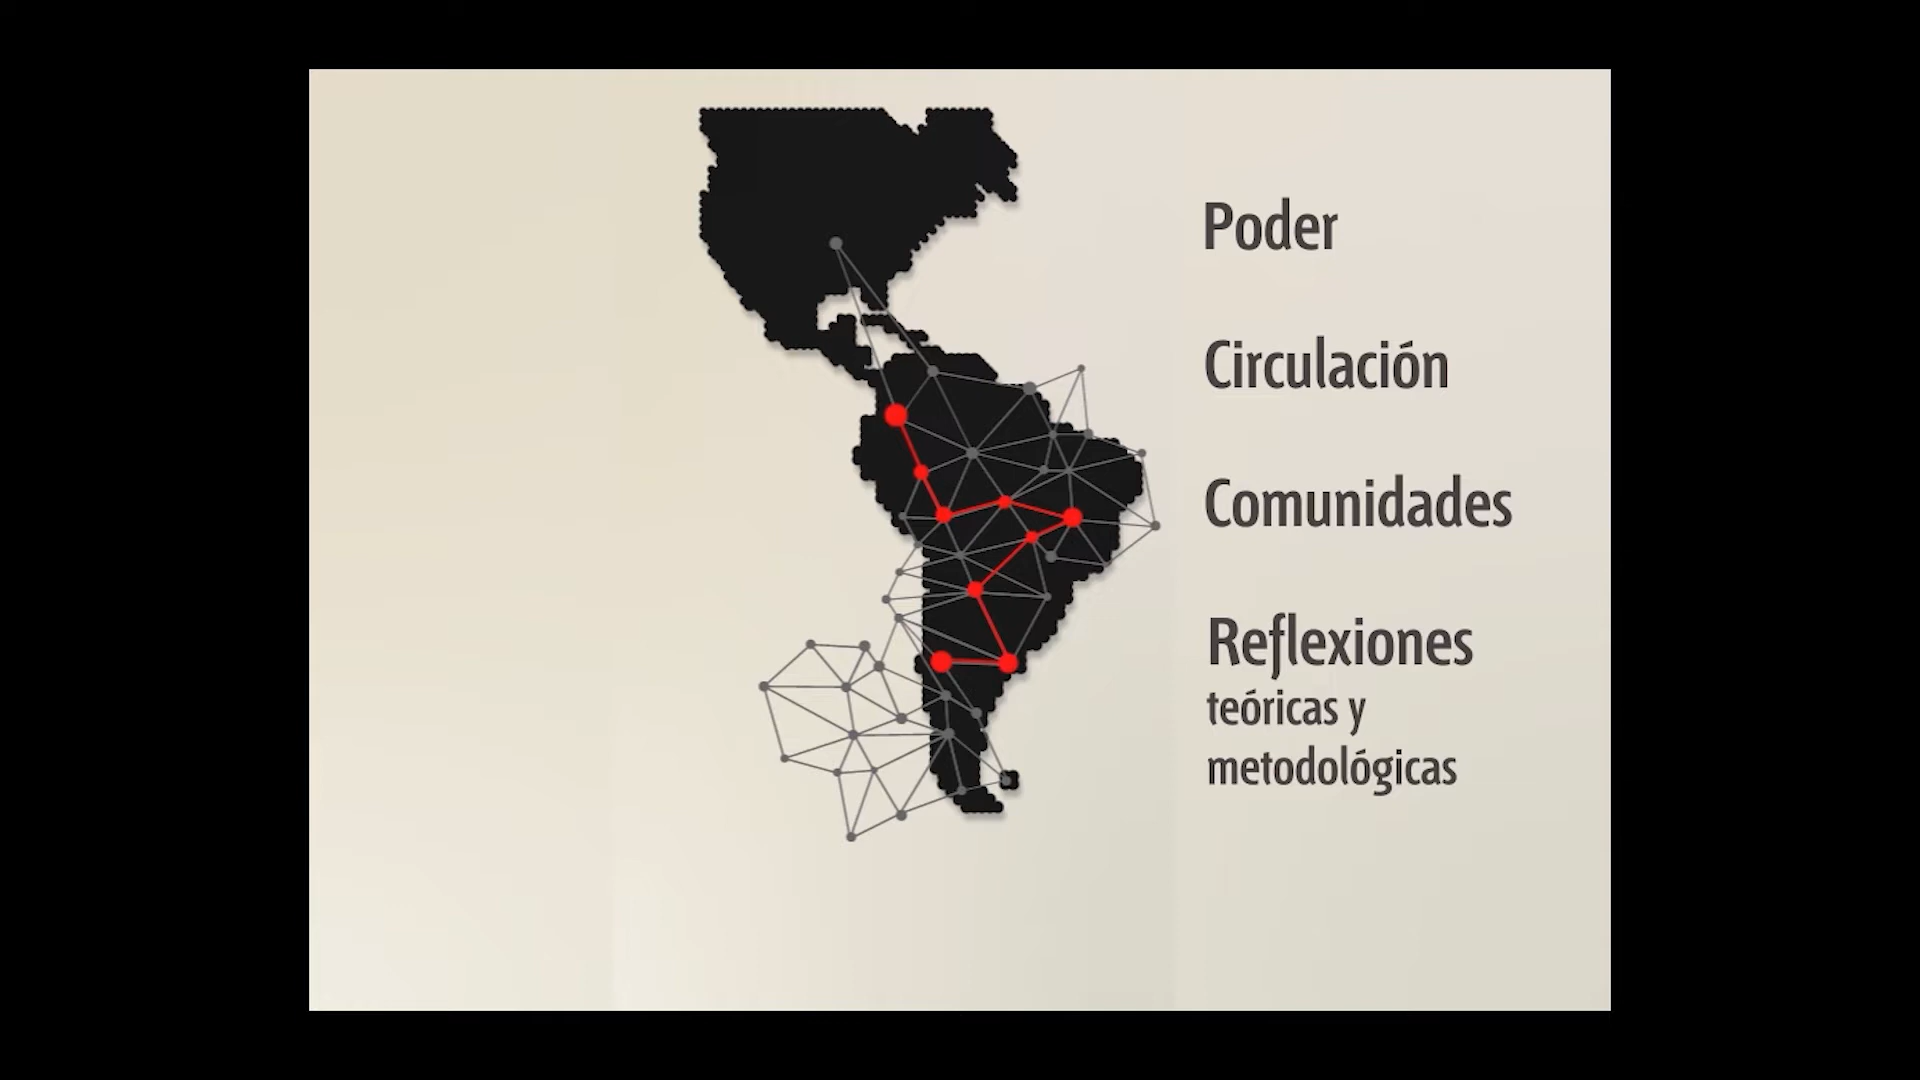 Poder
Circulación
Comunidades
Reflexiones
teóricas y
metodológicas